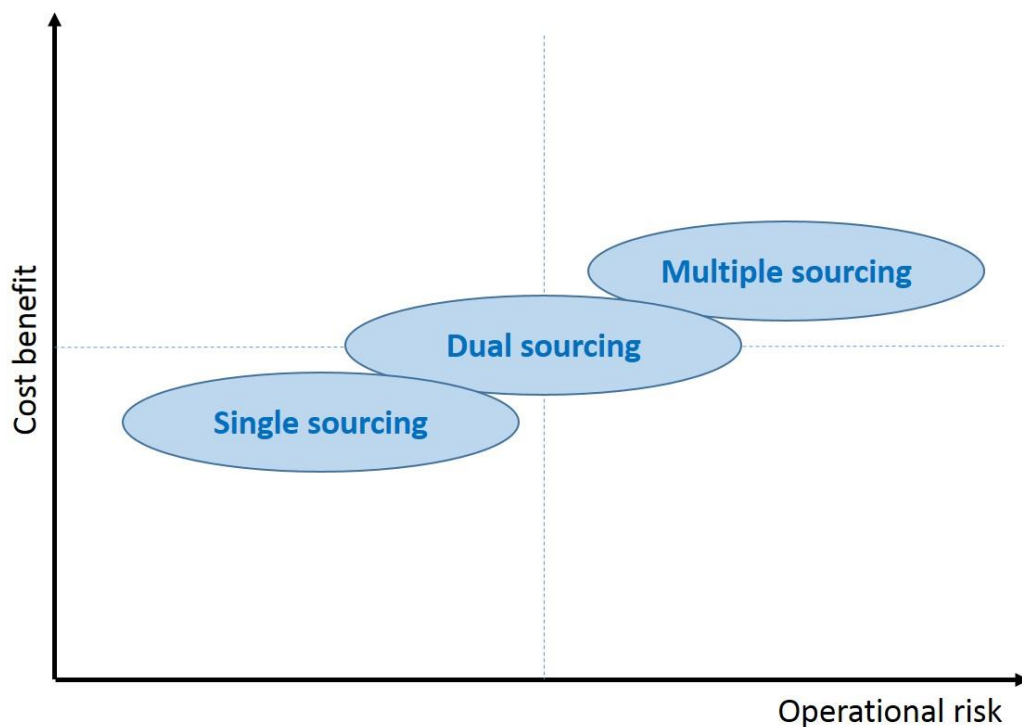 Cost benefit
Multiple sourcing
Dual sourcing
Single sourcing
Operational risk